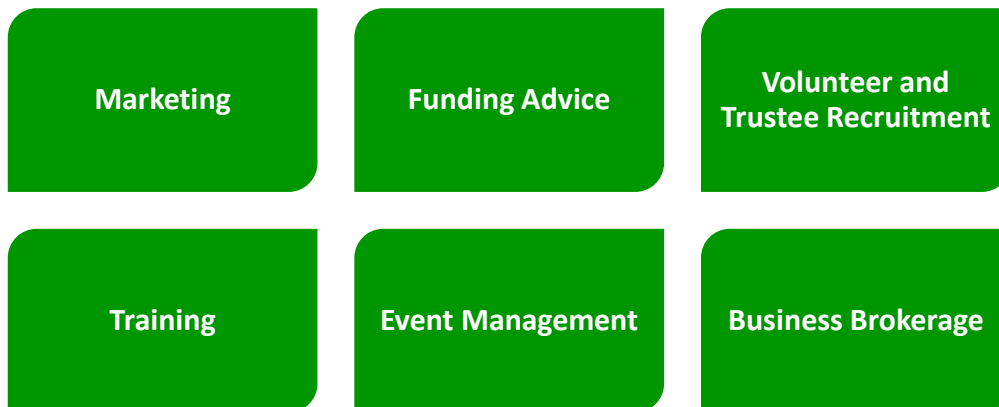 Marketing
Funding Advice
Volunteer and
Trustee Recruitment
Training
Event Management
Business Brokerage